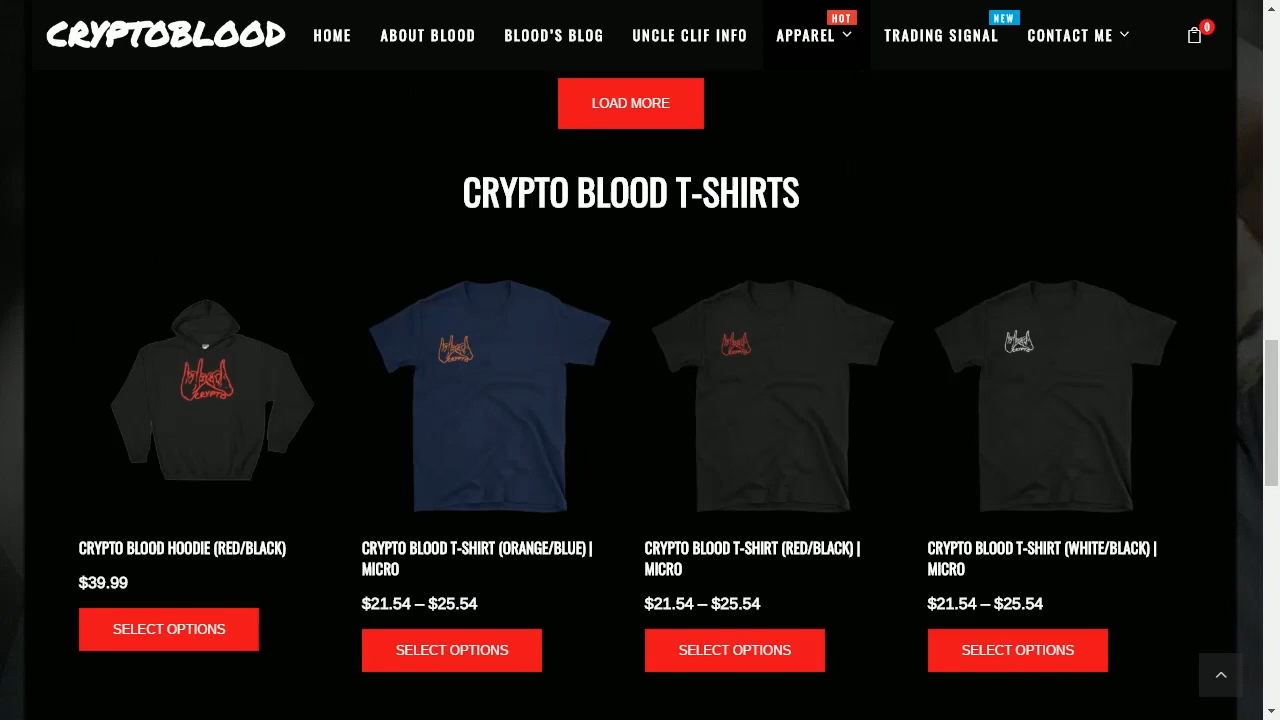 CRYPTOBLOOD
HOME
ABOUT BLOOD
BLOOD'S BLOG
UNCLE CLIF INFO
HOT
APPAREL
NEW
TRADING SIGNAL
CONTACT ME
0
LOAD MORE
CRYPTO BLOOD T-SHIRTS
CRYPTO BLOOD HOODIE (RED/BLACK)
$39.99
SELECT OPTIONS
CRYPTO BLOOD T-SHIRT (ORANGE/BLUE) |
MICRO
$21.54 – $25.54
SELECT OPTIONS
CRYPTO BLOOD T-SHIRT (RED/BLACK) |
MICRO
$21.54 – $25.54
SELECT OPTIONS
CRYPTO BLOOD T-SHIRT (WHITE/BLACK) |
MICRO
$21.54 – $25.54
SELECT OPTIONS